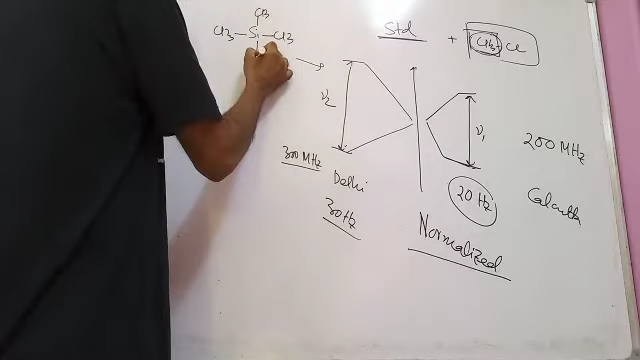 CH3
CH3 — Si — CH3
Std + CH3-Cl
ν2
ν1
300 MHz
200 MHz
Delhi
20 Hz
30 Hz
Normalized